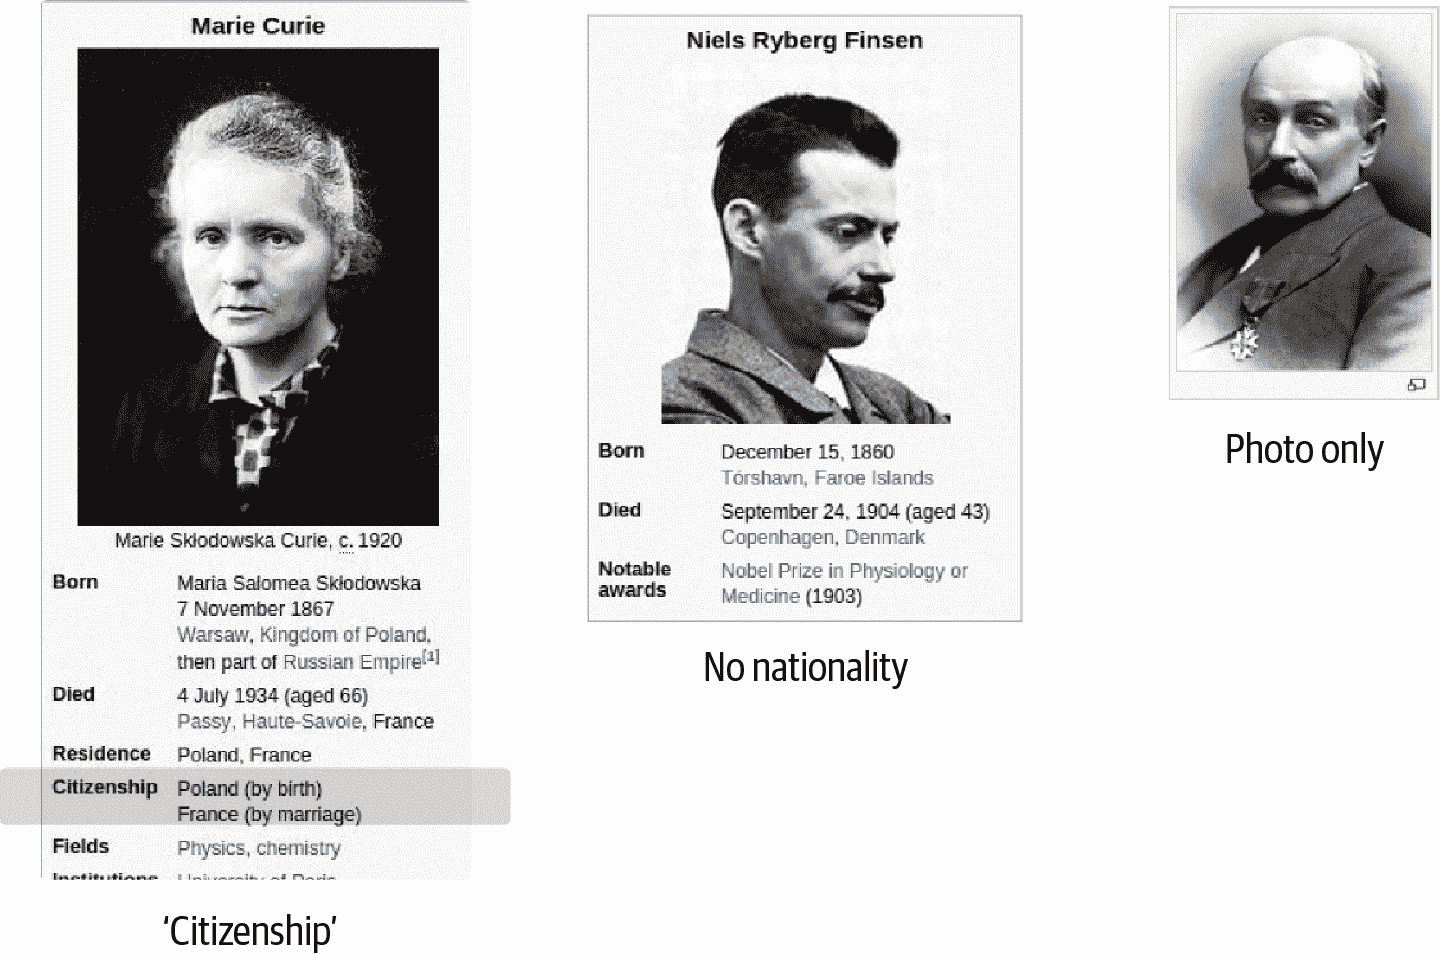 Marie Curie
Marie Skłodowska Curie, c. 1920
Born Maria Salomea Skłodowska
7 November 1867
Warsaw, Kingdom of Poland,
then part of Russian Empire[1]
Died 4 July 1934 (aged 66)
Passy, Haute-Savoie, France
Residence Poland, France
Citizenship Poland (by birth)
France (by marriage)
Fields Physics, chemistry
Institutions University of Paris
‘Citizenship’
Niels Ryberg Finsen
Born December 15, 1860
Tórshavn, Faroe Islands
Died September 24, 1904 (aged 43)
Copenhagen, Denmark
Notable awards Nobel Prize in Physiology or
Medicine (1903)
No nationality
Photo only